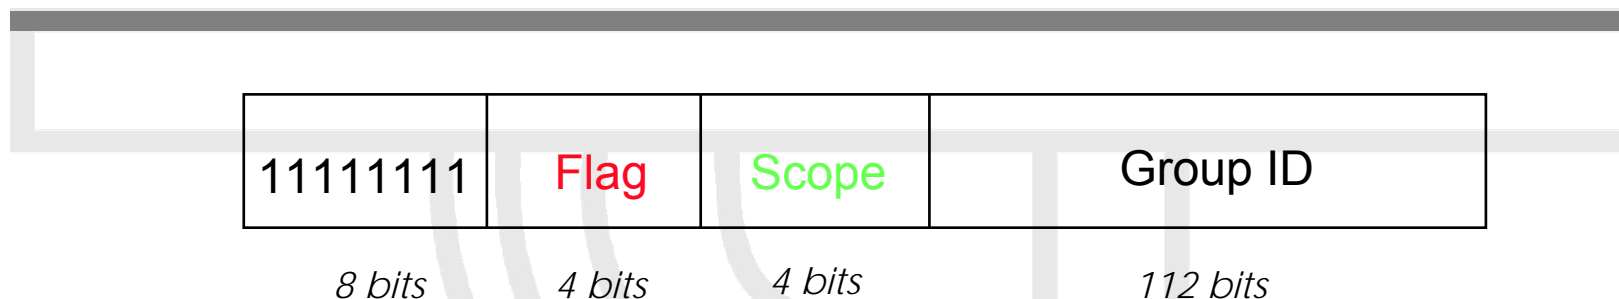 11111111 Flag Scope Group ID
8 bits 4 bits 4 bits 112 bits